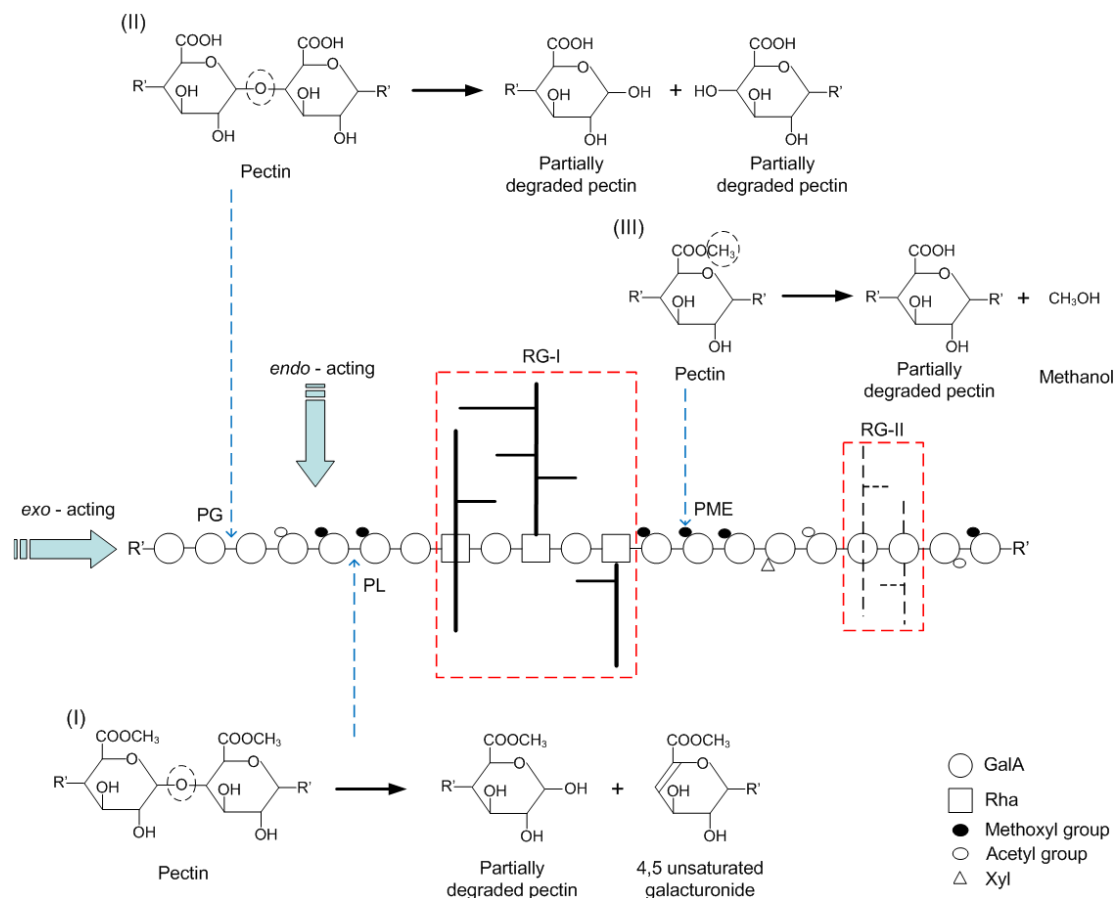 (II)
COOH
O
R'
OH
OH
O
COOH
O
OH
OH
R'
Pectin
COOH
O
R'
OH
OH
OH
Partially
degraded pectin
+
COOH
O
HO
OH
OH
R'
Partially
degraded pectin
(III)
COOCH3
O
R'
OH
OH
R'
Pectin
COOH
O
R'
OH
OH
R'
Partially
degraded pectin
+
CH3OH
Methanol
endo - acting
RG-I
RG-II
exo - acting
PG
PME
R'
R'
PL
(I)
COOCH3
O
R'
OH
OH
O
COOCH3
O
OH
OH
R'
Pectin
COOCH3
O
R'
OH
OH
OH
Partially
degraded pectin
+
COOCH3
O
OH
OH
R'
4,5 unsaturated
galacturonide
GalA
Rha
Methoxyl group
Acetyl group
Xyl